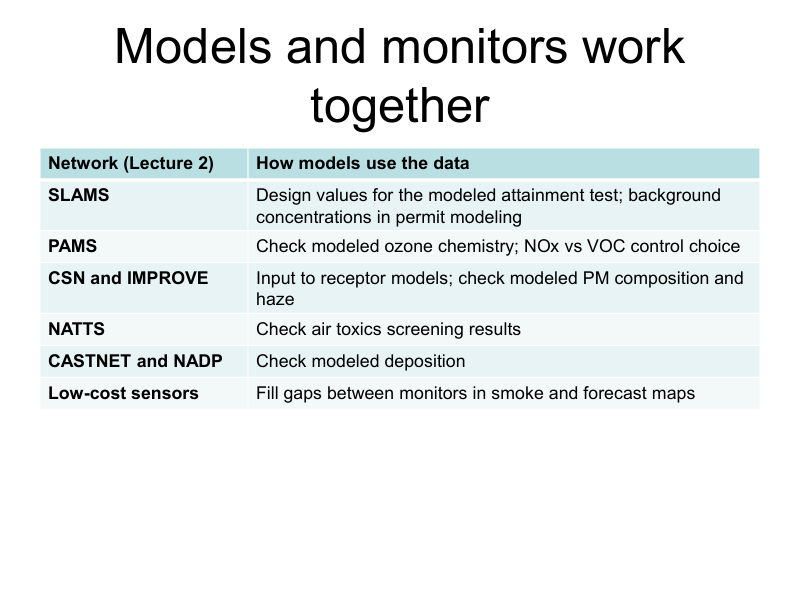 Models and monitors work
together
Network (Lecture 2)
How models use the data
SLAMS
Design values for the modeled attainment test; background
concentrations in permit modeling
PAMS
Check modeled ozone chemistry; NOx vs VOC control choice
CSN and IMPROVE
Input to receptor models; check modeled PM composition and
haze
NATTS
Check air toxics screening results
CASTNET and NADP
Check modeled deposition
Low-cost sensors
Fill gaps between monitors in smoke and forecast maps